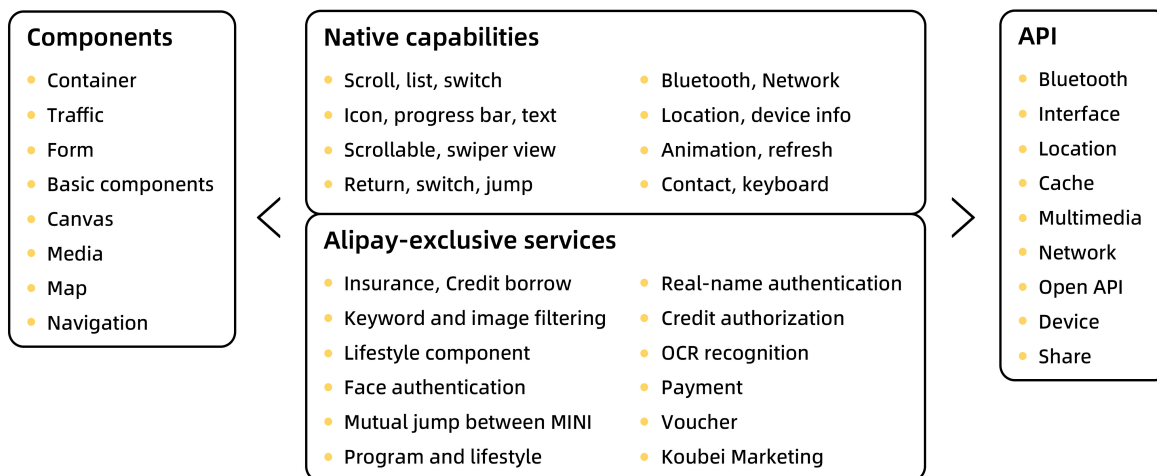 Components
Container
Traffic
Form
Basic components
Canvas
Media
Map
Navigation
Native capabilities
Scroll, list, switch
Icon, progress bar, text
Scrollable, swiper view
Return, switch, jump
Bluetooth, Network
Location, device info
Animation, refresh
Contact, keyboard
Alipay-exclusive services
Insurance, Credit borrow
Keyword and image filtering
Lifestyle component
Face authentication
Mutual jump between MINI
Program and lifestyle
Real-name authentication
Credit authorization
OCR recognition
Payment
Voucher
Koubei Marketing
API
Bluetooth
Interface
Location
Cache
Multimedia
Network
Open API
Device
Share